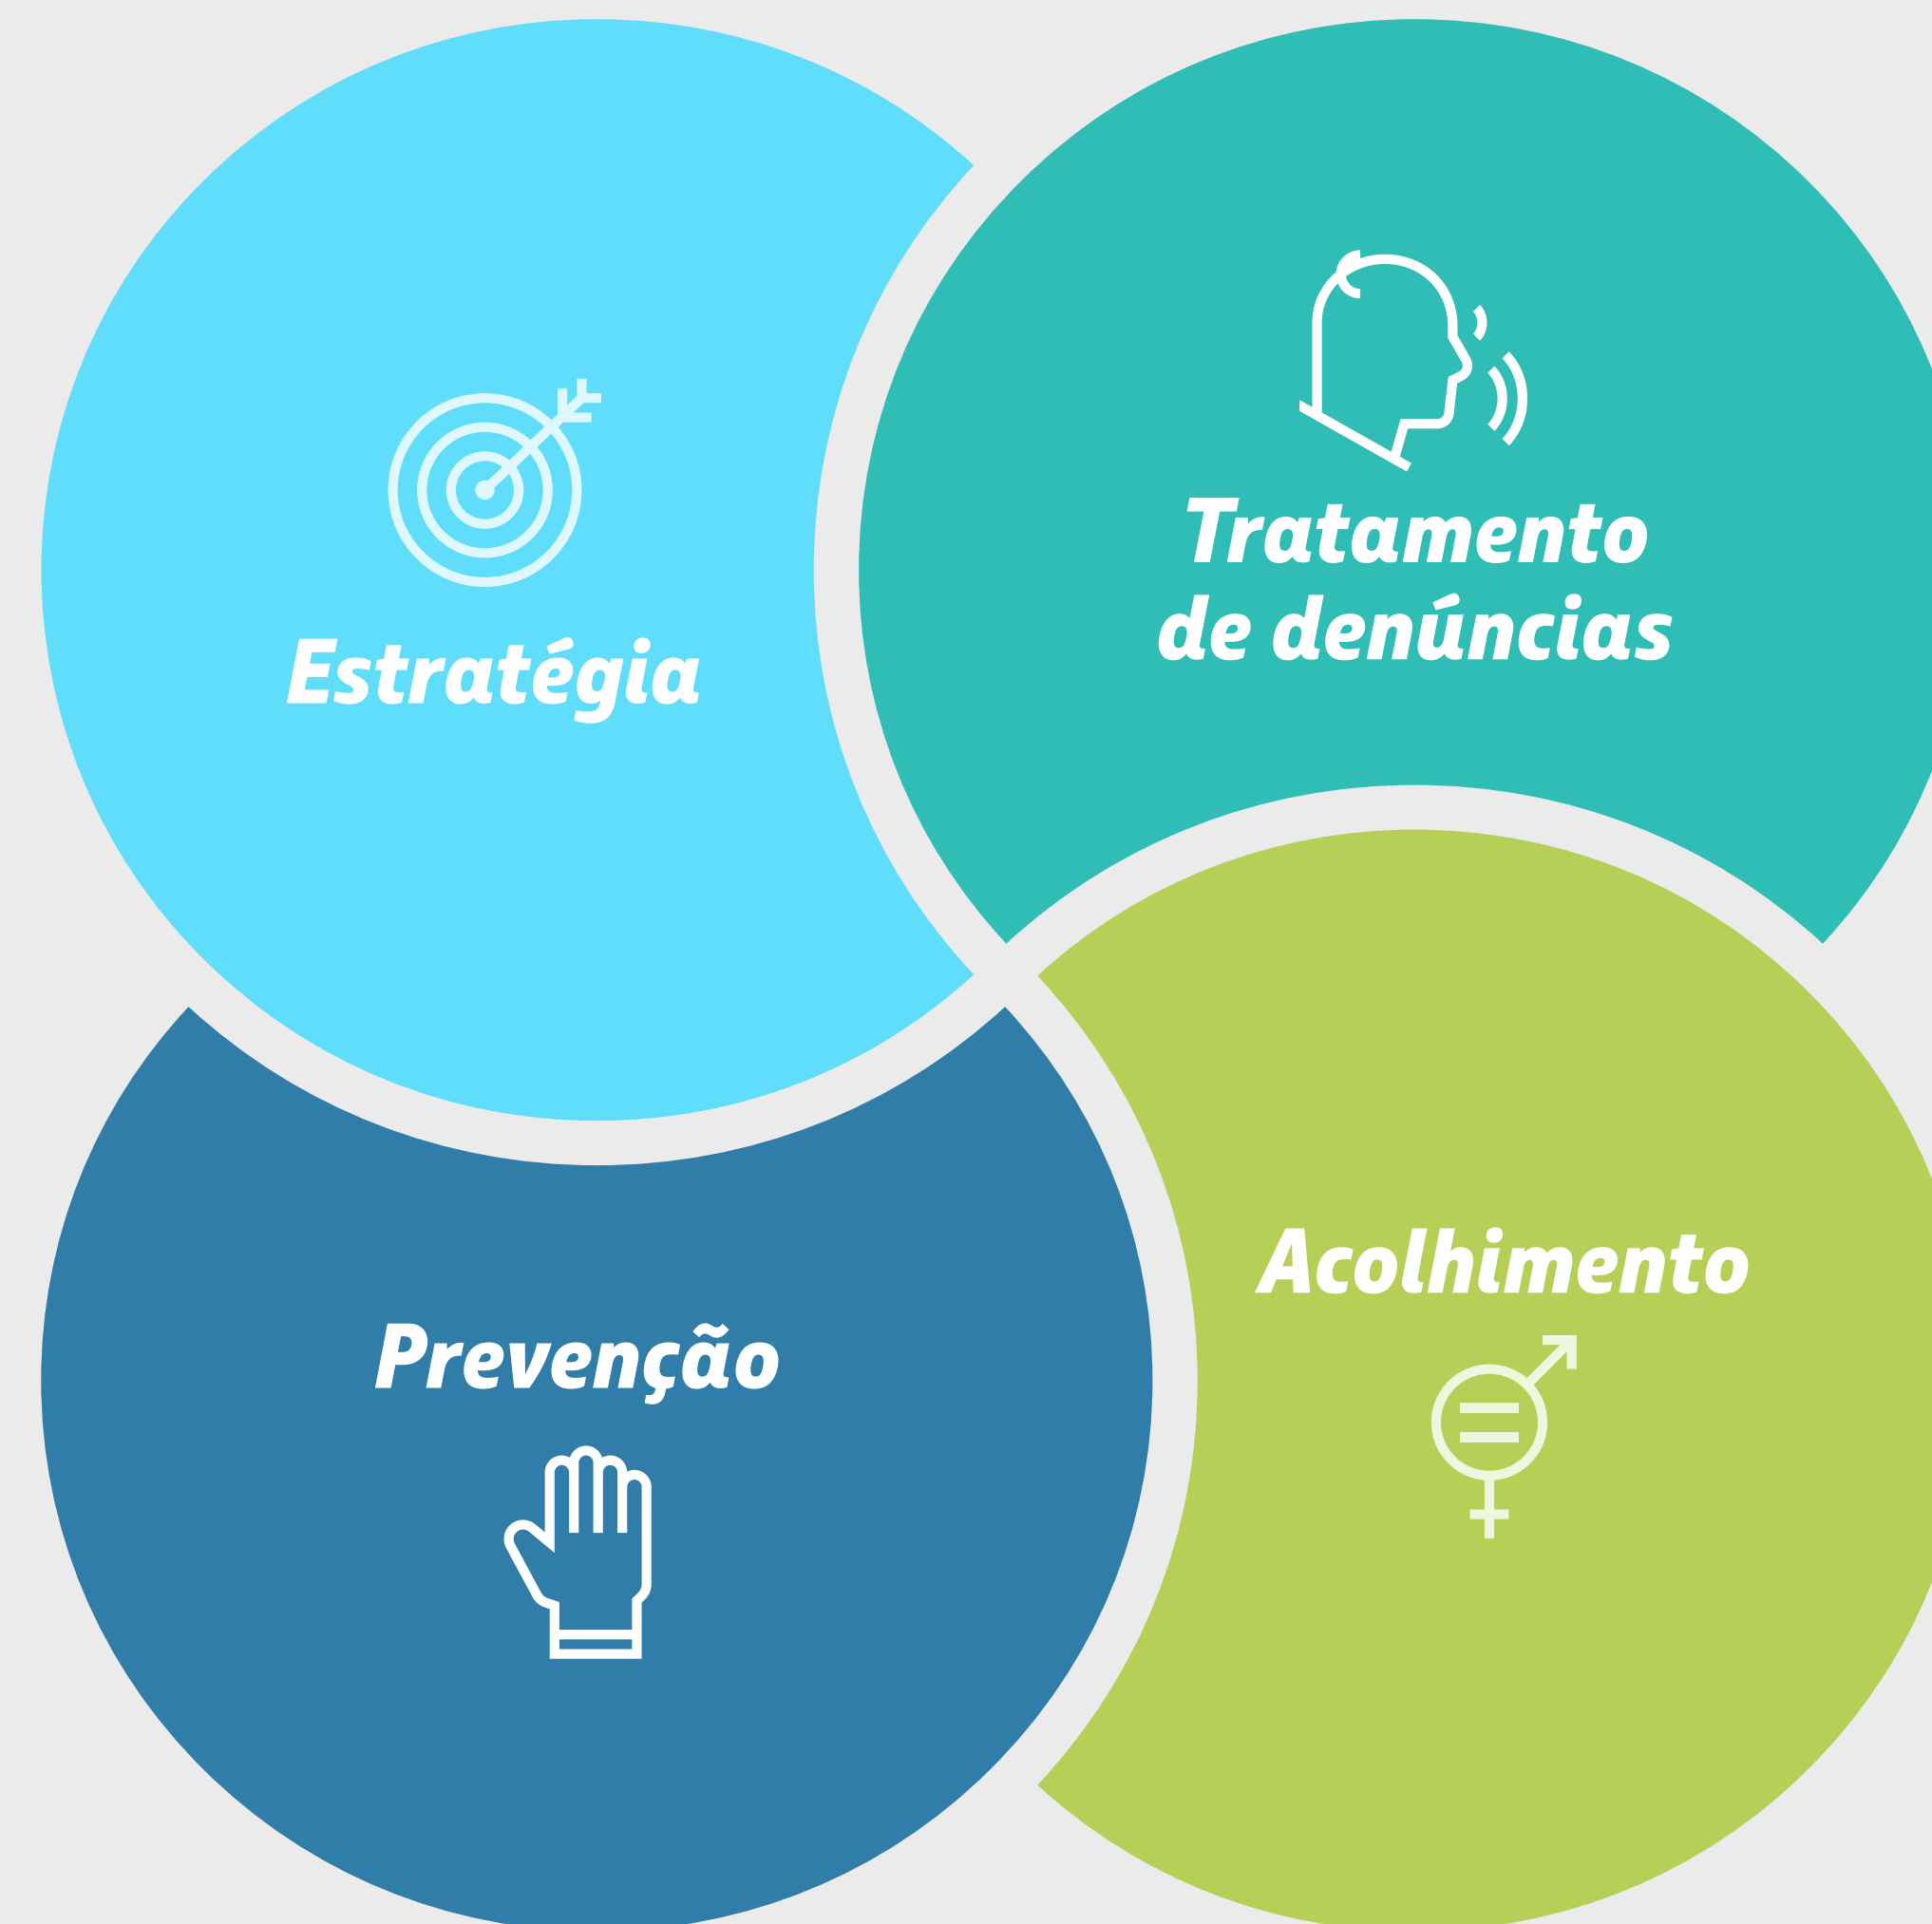 Estratégia
Tratamento
de denúncias
Prevenção
Acolhimento